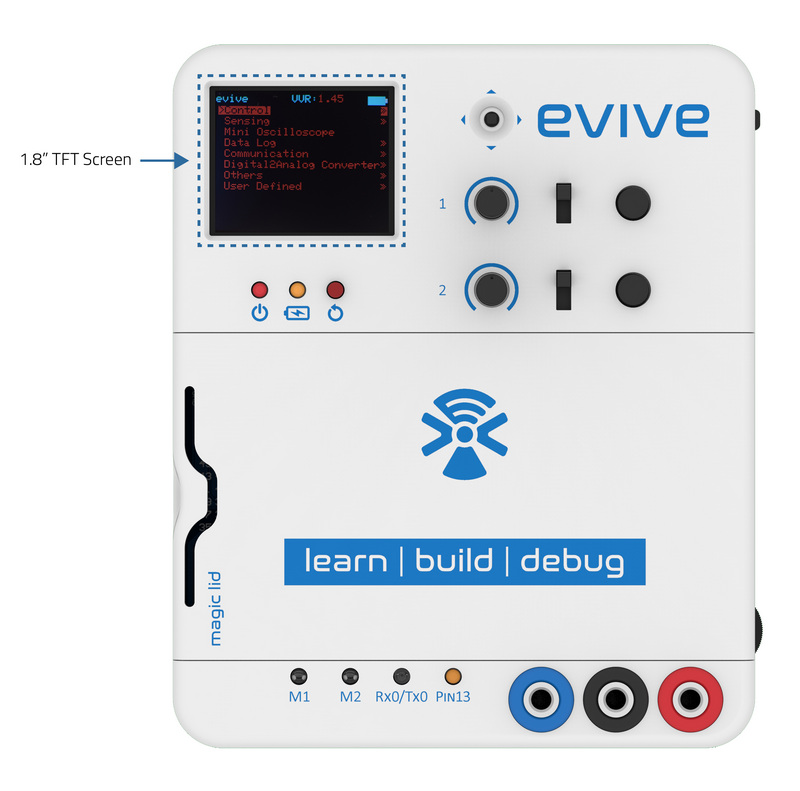 evive VVR:1.45
>Control »
Sensing »
Mini Oscilloscope
Data Log »
Communication »
Digital2Analog Converter»
Others »
User Defined »
1.8” TFT Screen
evive
1
2
learn | build | debug
magic lid
M1 M2 Rx0/Tx0 Pin13